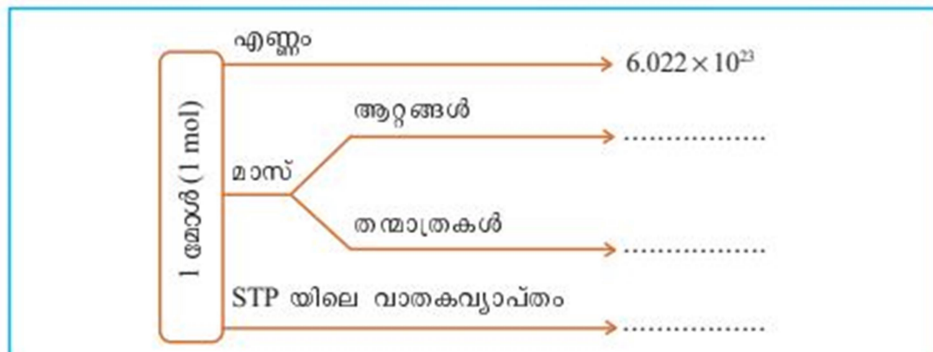 1 മോൾ (1 mol)
എണ്ണം
6.022 × 10²³
മാസ്
ആറ്റങ്ങൾ
................
തന്മാത്രകൾ
................
STP യിലെ വാതകവ്യാപ്തം
................